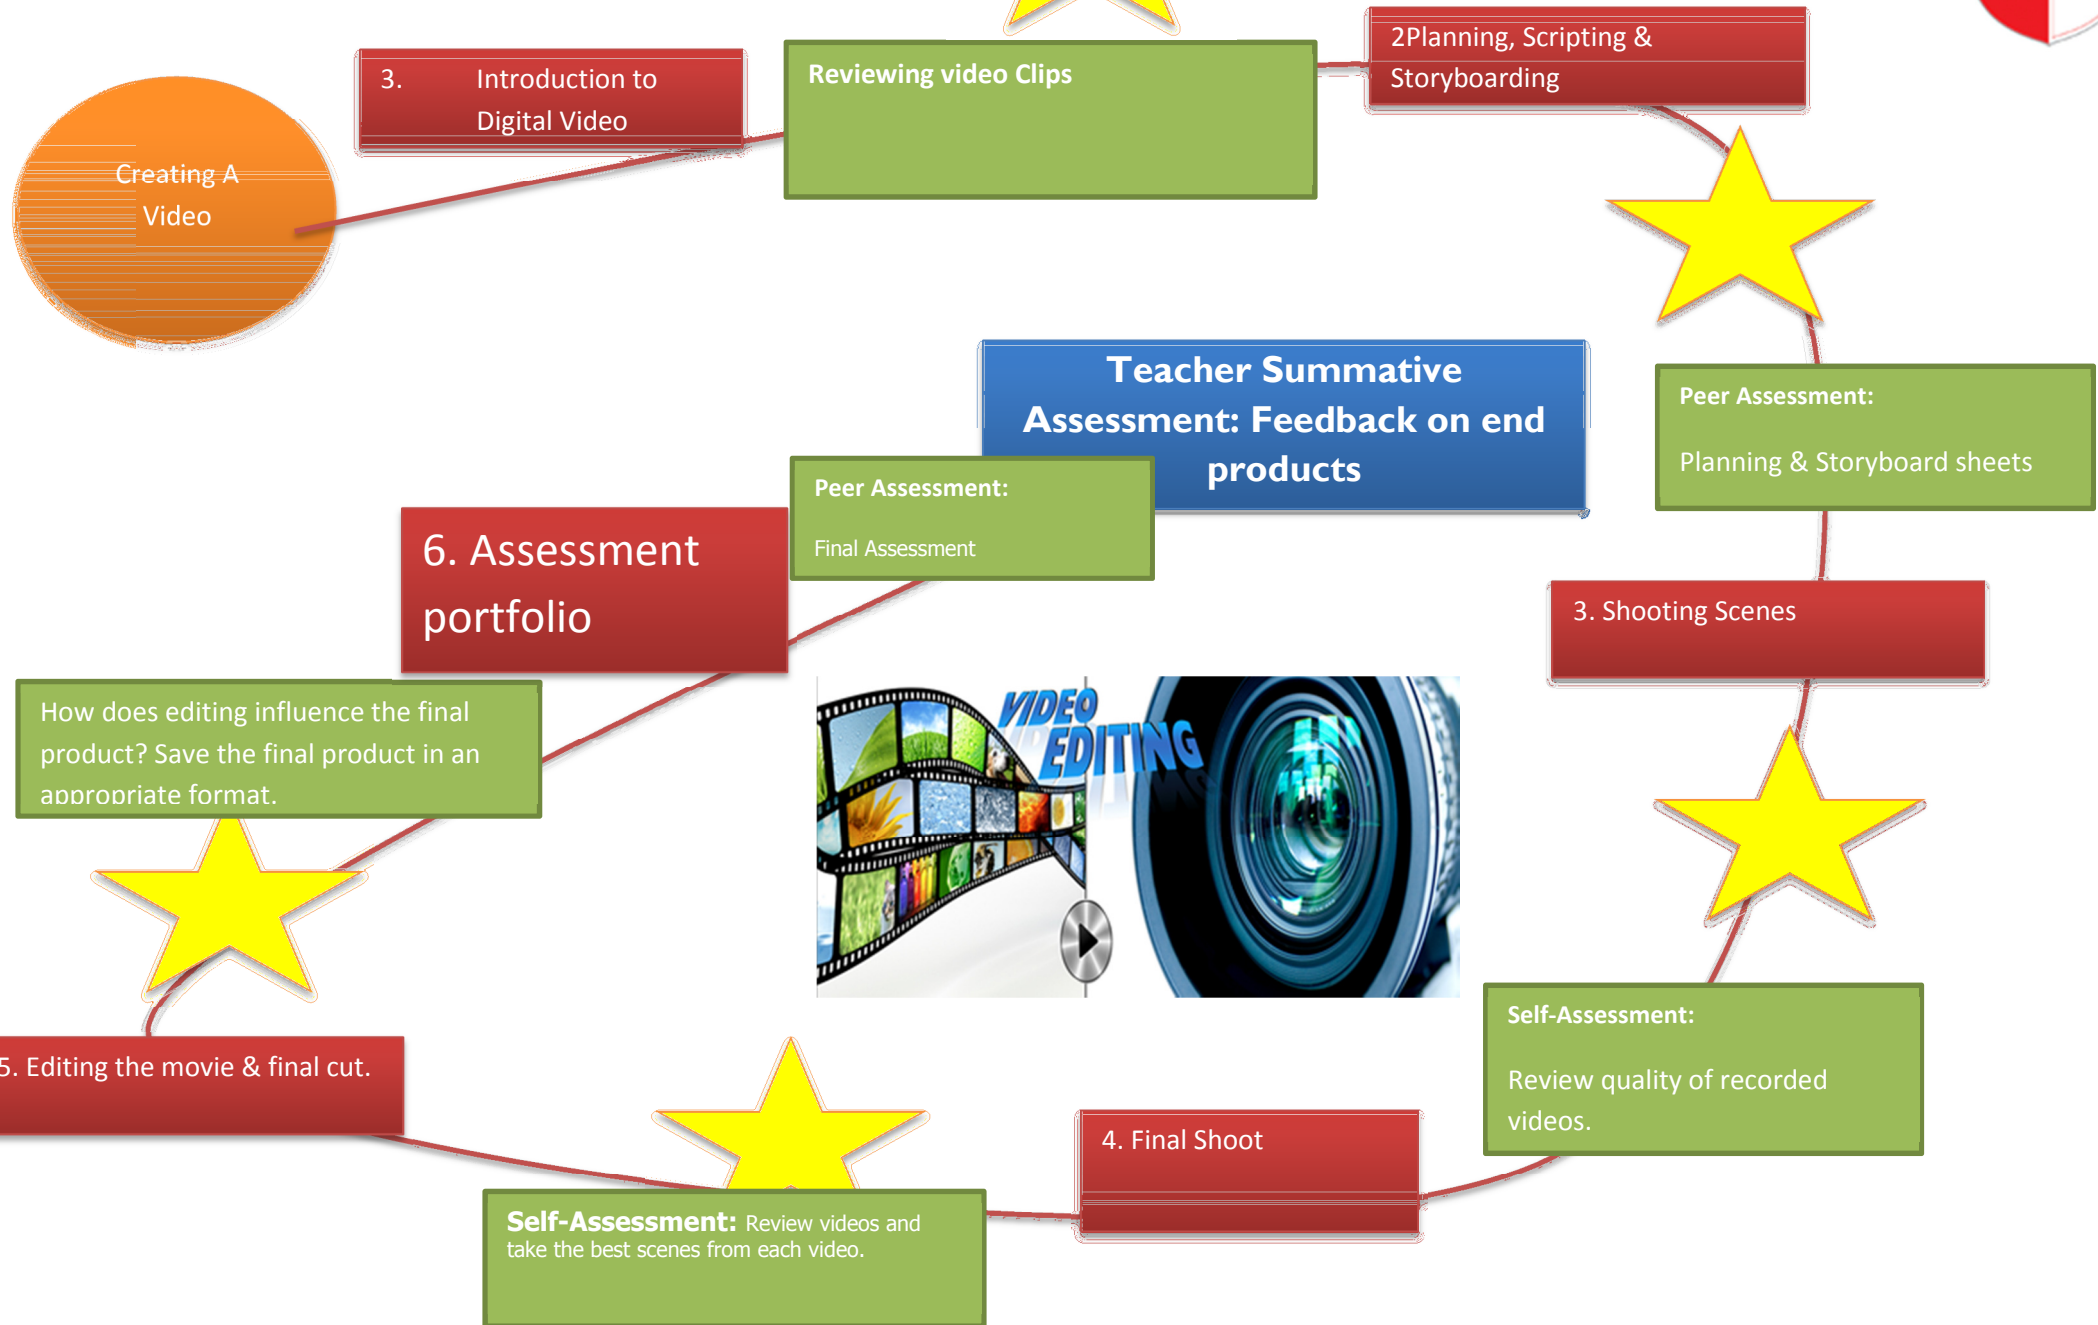 Creating A
Video
3. Introduction to
Digital Video
Reviewing video Clips
2Planning, Scripting &
Storyboarding
Peer Assessment:
Planning & Storyboard sheets
3. Shooting Scenes
Self-Assessment:
Review quality of recorded
videos.
4. Final Shoot
Self-Assessment: Review videos and
take the best scenes from each video.
5. Editing the movie & final cut.
How does editing influence the final
product? Save the final product in an
appropriate format.
6. Assessment
portfolio
Peer Assessment:
Final Assessment
Teacher Summative
Assessment: Feedback on end
products
VIDEO
EDITING